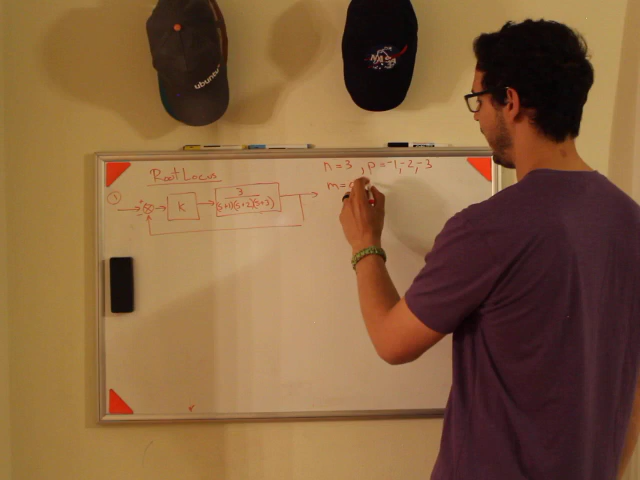 ubuntu
NASA
Root Locus
n=3, p=-1,-2,-3
m=
1
+
-
K
3
(s+1)(s+2)(s+3)
r